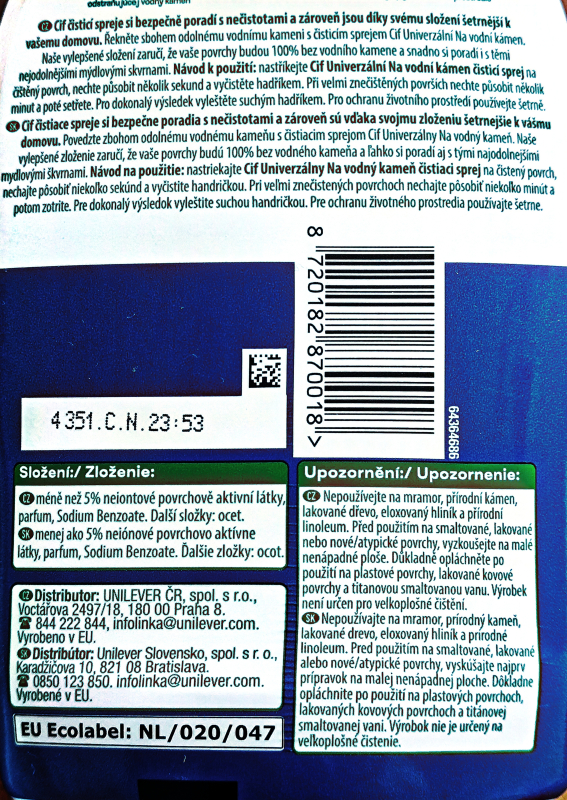 odstraňujúcej vodný kameň
CZ Cif čisticí spreje si bezpečně poradí s nečistotami a zároveň jsou díky svému složení šetrnější k
vašemu domovu. Řekněte sbohem odolnému vodnímu kameni s čisticím sprejem Cif Univerzální Na vodní kámen.
Naše vylepšené složení zaručí, že vaše povrchy budou 100% bez vodního kamene a snadno si poradí i s těmi
nejodolnějšími mýdlovými skvrnami. Návod k použití: nastříkejte Cif Univerzální Na vodní kámen čisticí sprej na
čištěný povrch, nechte působit několik sekund a vyčistěte hadříkem. Při velmi znečištěných površích nechte působit několik
minut a poté setřete. Pro dokonalý výsledek vyleštěte suchým hadříkem. Pro ochranu životního prostředí používejte šetrně.
SK Cif čistiace spreje si bezpečne poradia s nečistotami a zároveň sú vďaka svojmu zloženiu šetrnejšie k vášmu
domovu. Povedzte zbohom odolnému vodnému kameňu s čistiacim sprejom Cif Univerzálny Na vodný kameň. Naše
vylepšené zloženie zaručí, že vaše povrchy budú 100% bez vodného kameňa a ľahko si poradí aj s tými najodolnejšími
mydlovými škvrnami. Návod na použitie: nastriekajte Cif Univerzálny Na vodný kameň čistiaci sprej na čistený povrch,
nechajte pôsobiť niekoľko sekúnd a vyčistite handričkou. Pri veľmi znečistených povrchoch nechajte pôsobiť niekoľko minút a
potom zotrite. Pre dokonalý výsledok vyleštite suchou handričkou. Pre ochranu životného prostredia používajte šetrne.
8 720182 870018 >
64364686
4351.C.N.23:53
Složení:/ Zloženie:
CZ méně než 5% neiontové povrchově aktivní látky,
parfum, Sodium Benzoate. Další složky: ocet.
SK menej ako 5% neiónové povrchovo aktívne
látky, parfum, Sodium Benzoate. Ďalšie zložky: ocot.
CZ Distributor: UNILEVER ČR, spol. s r.o.,
Voctářova 2497/18, 180 00 Praha 8.
☎ 844 222 844, infolinka@unilever.com.
Vyrobeno v EU.
SK Distribútor: Unilever Slovensko, spol. s r. o.,
Karadžičova 10, 821 08 Bratislava.
☎ 0850 123 850. infolinka@unilever.com.
Vyrobené v EU.
EU Ecolabel: NL/020/047
Upozornění:/ Upozornenie:
CZ Nepoužívejte na mramor, přírodní kámen,
lakované dřevo, eloxovaný hliník a přírodní
linoleum. Před použitím na smaltované, lakované
nebo nové/atypické povrchy, vyzkoušejte na malé
nenápadné ploše. Důkladně opláchněte po
použití na plastové povrchy, lakované kovové
povrchy a titanovou smaltovanou vanu. Výrobek
není určen pro velkoplošné čištění.
SK Nepoužívajte na mramor, prírodný kameň,
lakované drevo, eloxovaný hliník a prírodné
linoleum. Pred použitím na smaltované, lakované
alebo nové/atypické povrchy, vyskúšajte najprv
prípravok na malej nenápadnej ploche. Dôkladne
opláchnite po použití na plastových povrchoch,
lakovaných kovových povrchoch a titánovej
smaltovanej vani. Výrobok nie je určený na
veľkoplošné čistenie.